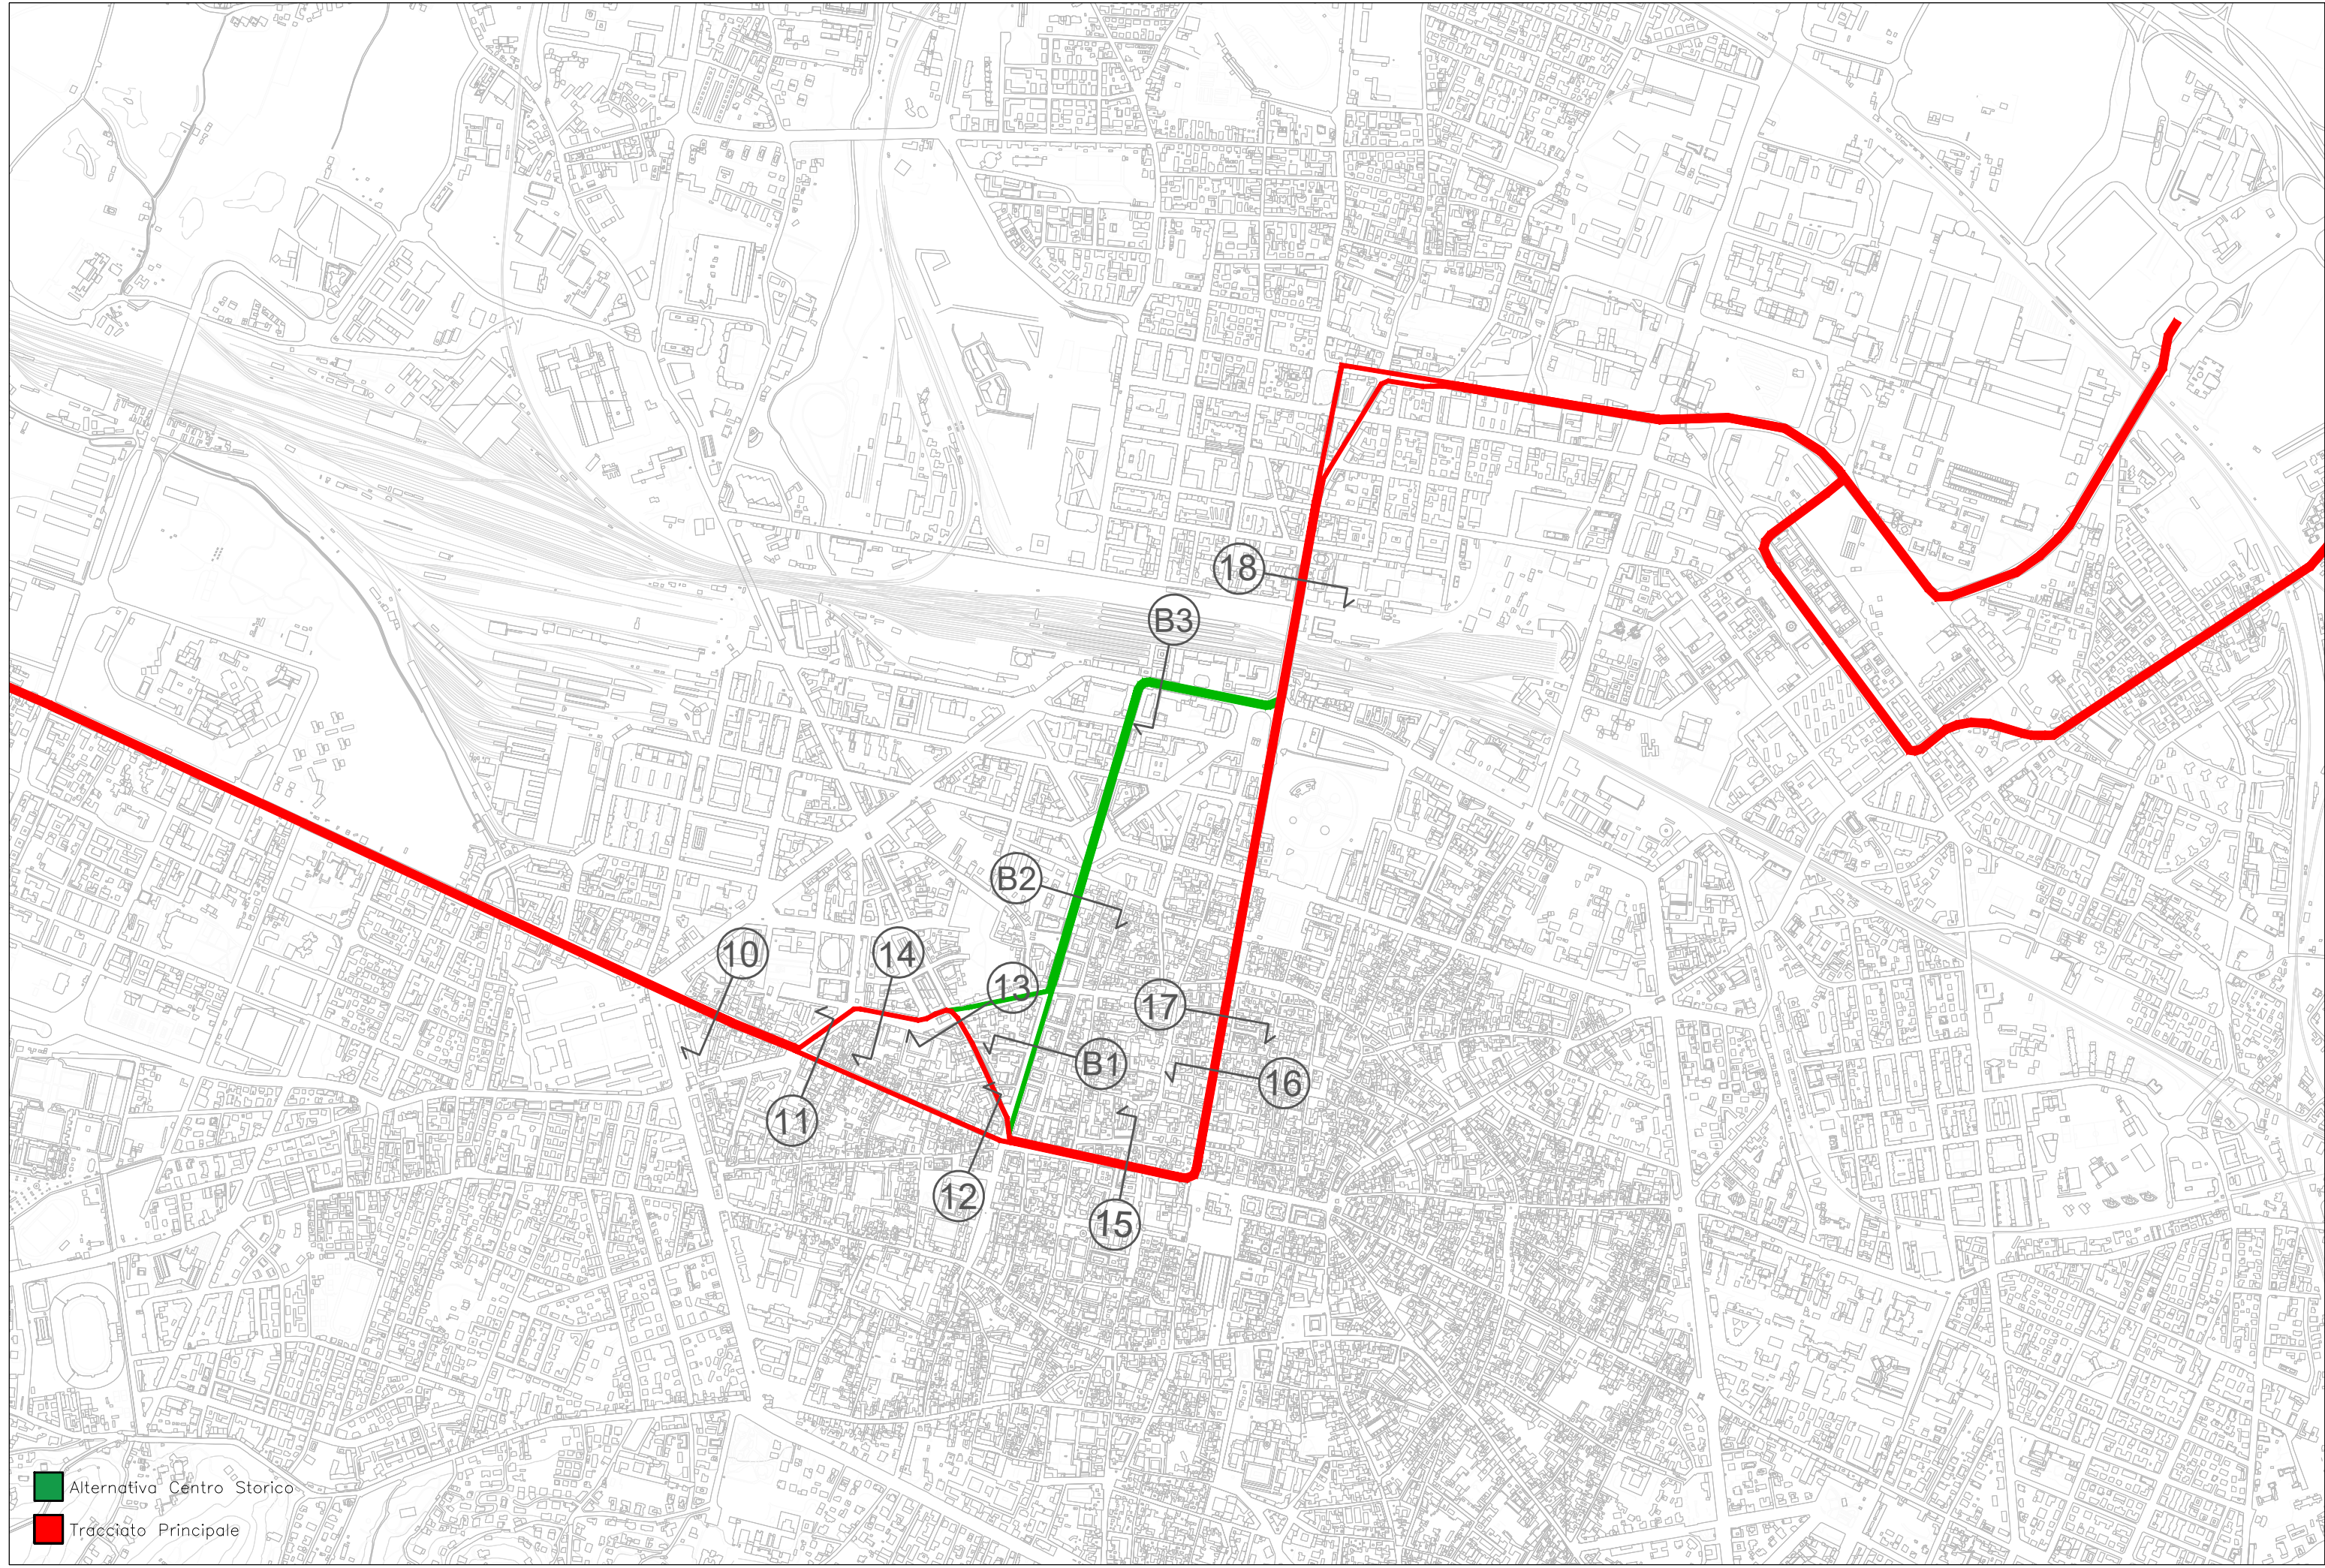 18
B3
B2
10
14
13
17
B1
16
11
12
15
Alternativa Centro Storico
Tracciato Principale